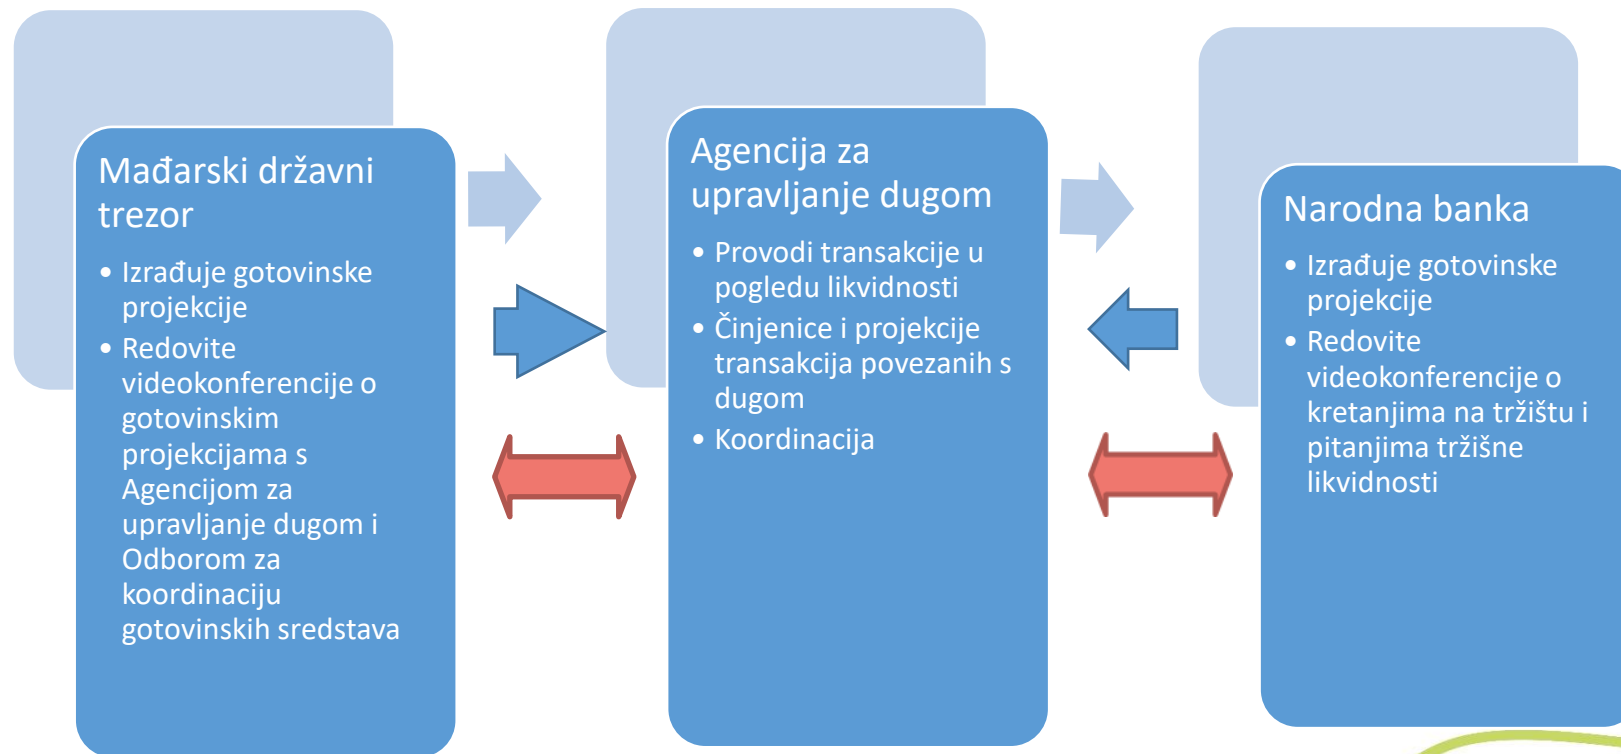 Mađarski državni
trezor
• Izrađuje gotovinske
projekcije
• Redovite
videokonferencije o
gotovinskim
projekcijama s
Agencijom za
upravljanje dugom i
Odborom za
koordinaciju
gotovinskih sredstava
Agencija za
upravljanje dugom
• Provodi transakcije u
pogledu likvidnosti
• Činjenice i projekcije
transakcija povezanih s
dugom
• Koordinacija
Narodna banka
• Izrađuje gotovinske
projekcije
• Redovite
videokonferencije o
kretanjima na tržištu i
pitanjima tržišne
likvidnosti